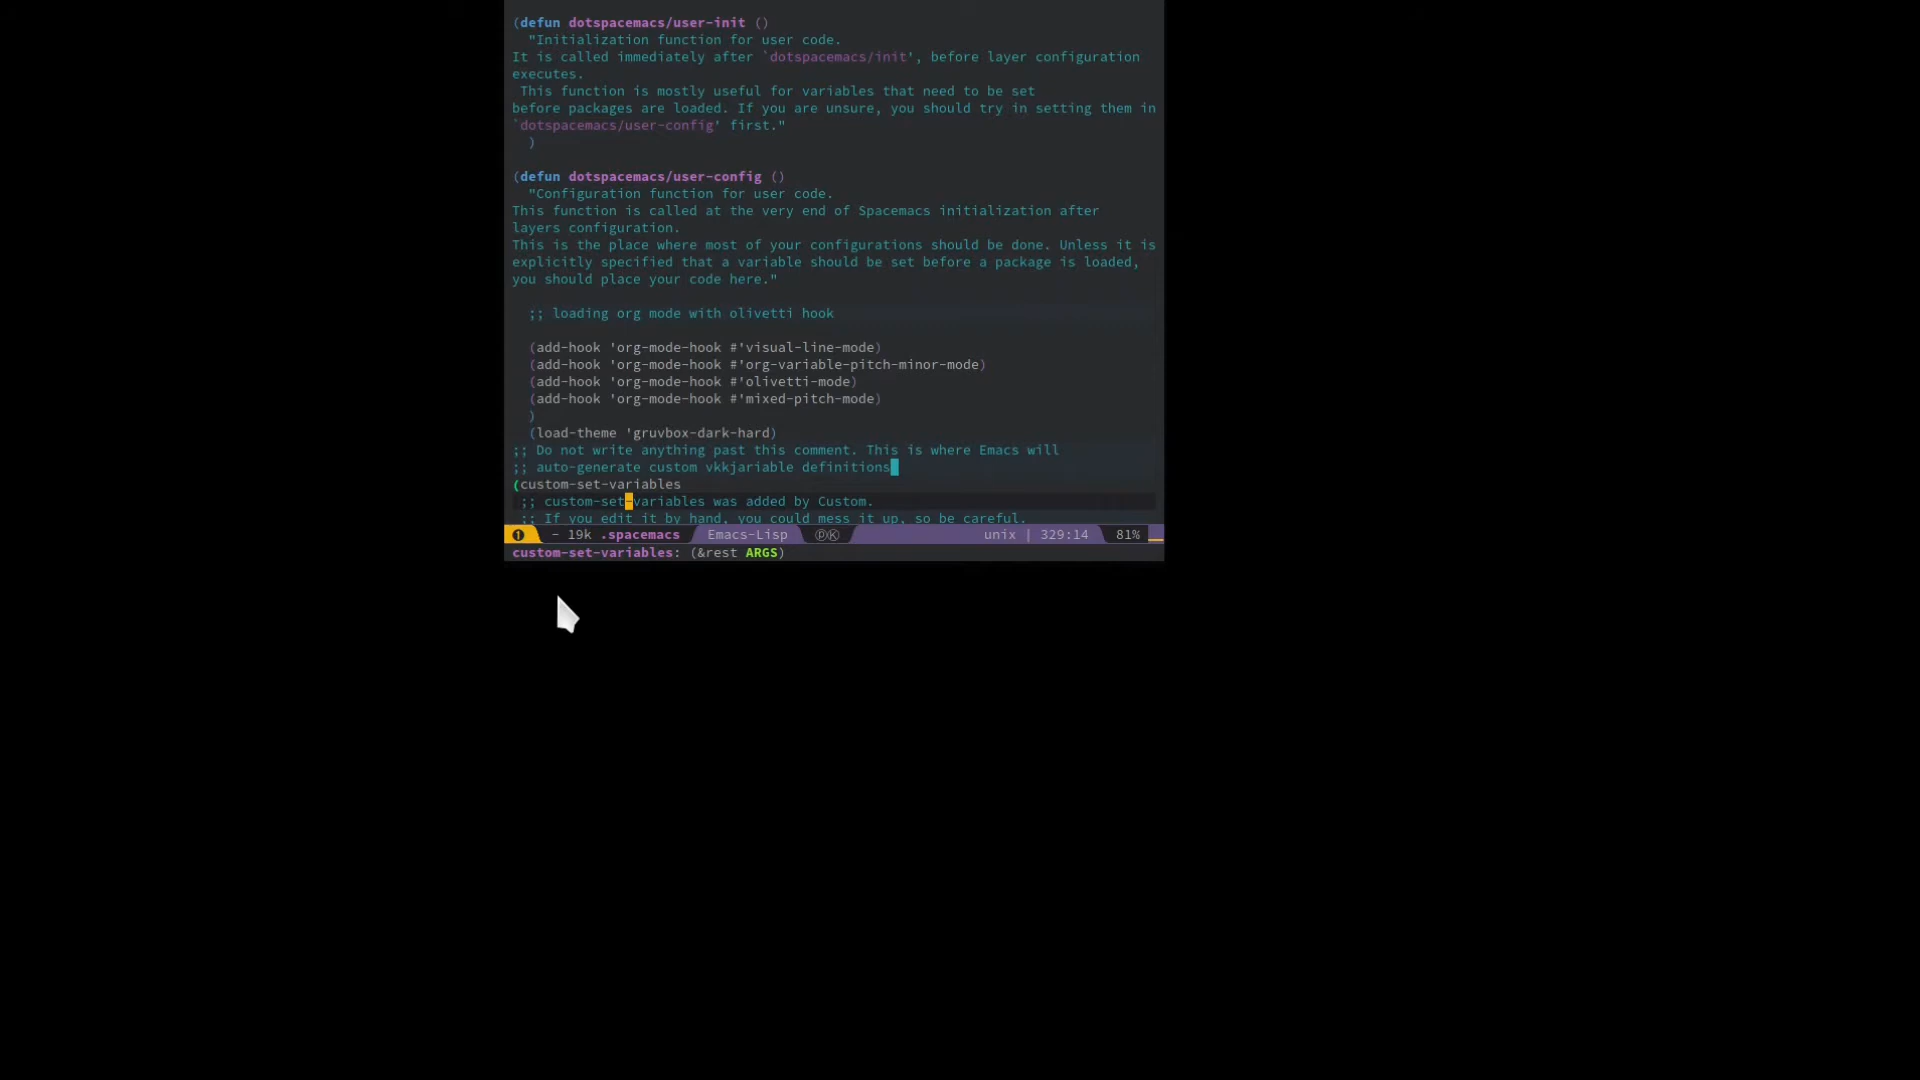 (defun dotspacemacs/user-init ()
"Initialization function for user code.
It is called immediately after `dotspacemacs/init', before layer configuration
executes.
This function is mostly useful for variables that need to be set
before packages are loaded. If you are unsure, you should try in setting them in
`dotspacemacs/user-config' first."
)
(defun dotspacemacs/user-config ()
"Configuration function for user code.
This function is called at the very end of Spacemacs initialization after
layers configuration.
This is the place where most of your configurations should be done. Unless it is
explicitly specified that a variable should be set before a package is loaded,
you should place your code here."
;; loading org mode with olivetti hook
(add-hook 'org-mode-hook #'visual-line-mode)
(add-hook 'org-mode-hook #'org-variable-pitch-minor-mode)
(add-hook 'org-mode-hook #'olivetti-mode)
(add-hook 'org-mode-hook #'mixed-pitch-mode)
)
(load-theme 'gruvbox-dark-hard)
;; Do not write anything past this comment. This is where Emacs will
;; auto-generate custom vkkjariable definitions
(custom-set-variables
;; custom-set-variables was added by Custom.
;; If you edit it by hand, you could mess it up, so be careful.
❶ - 19k .spacemacs Emacs-Lisp ⓟⓀ unix | 329:14 81%
custom-set-variables: (&rest ARGS)